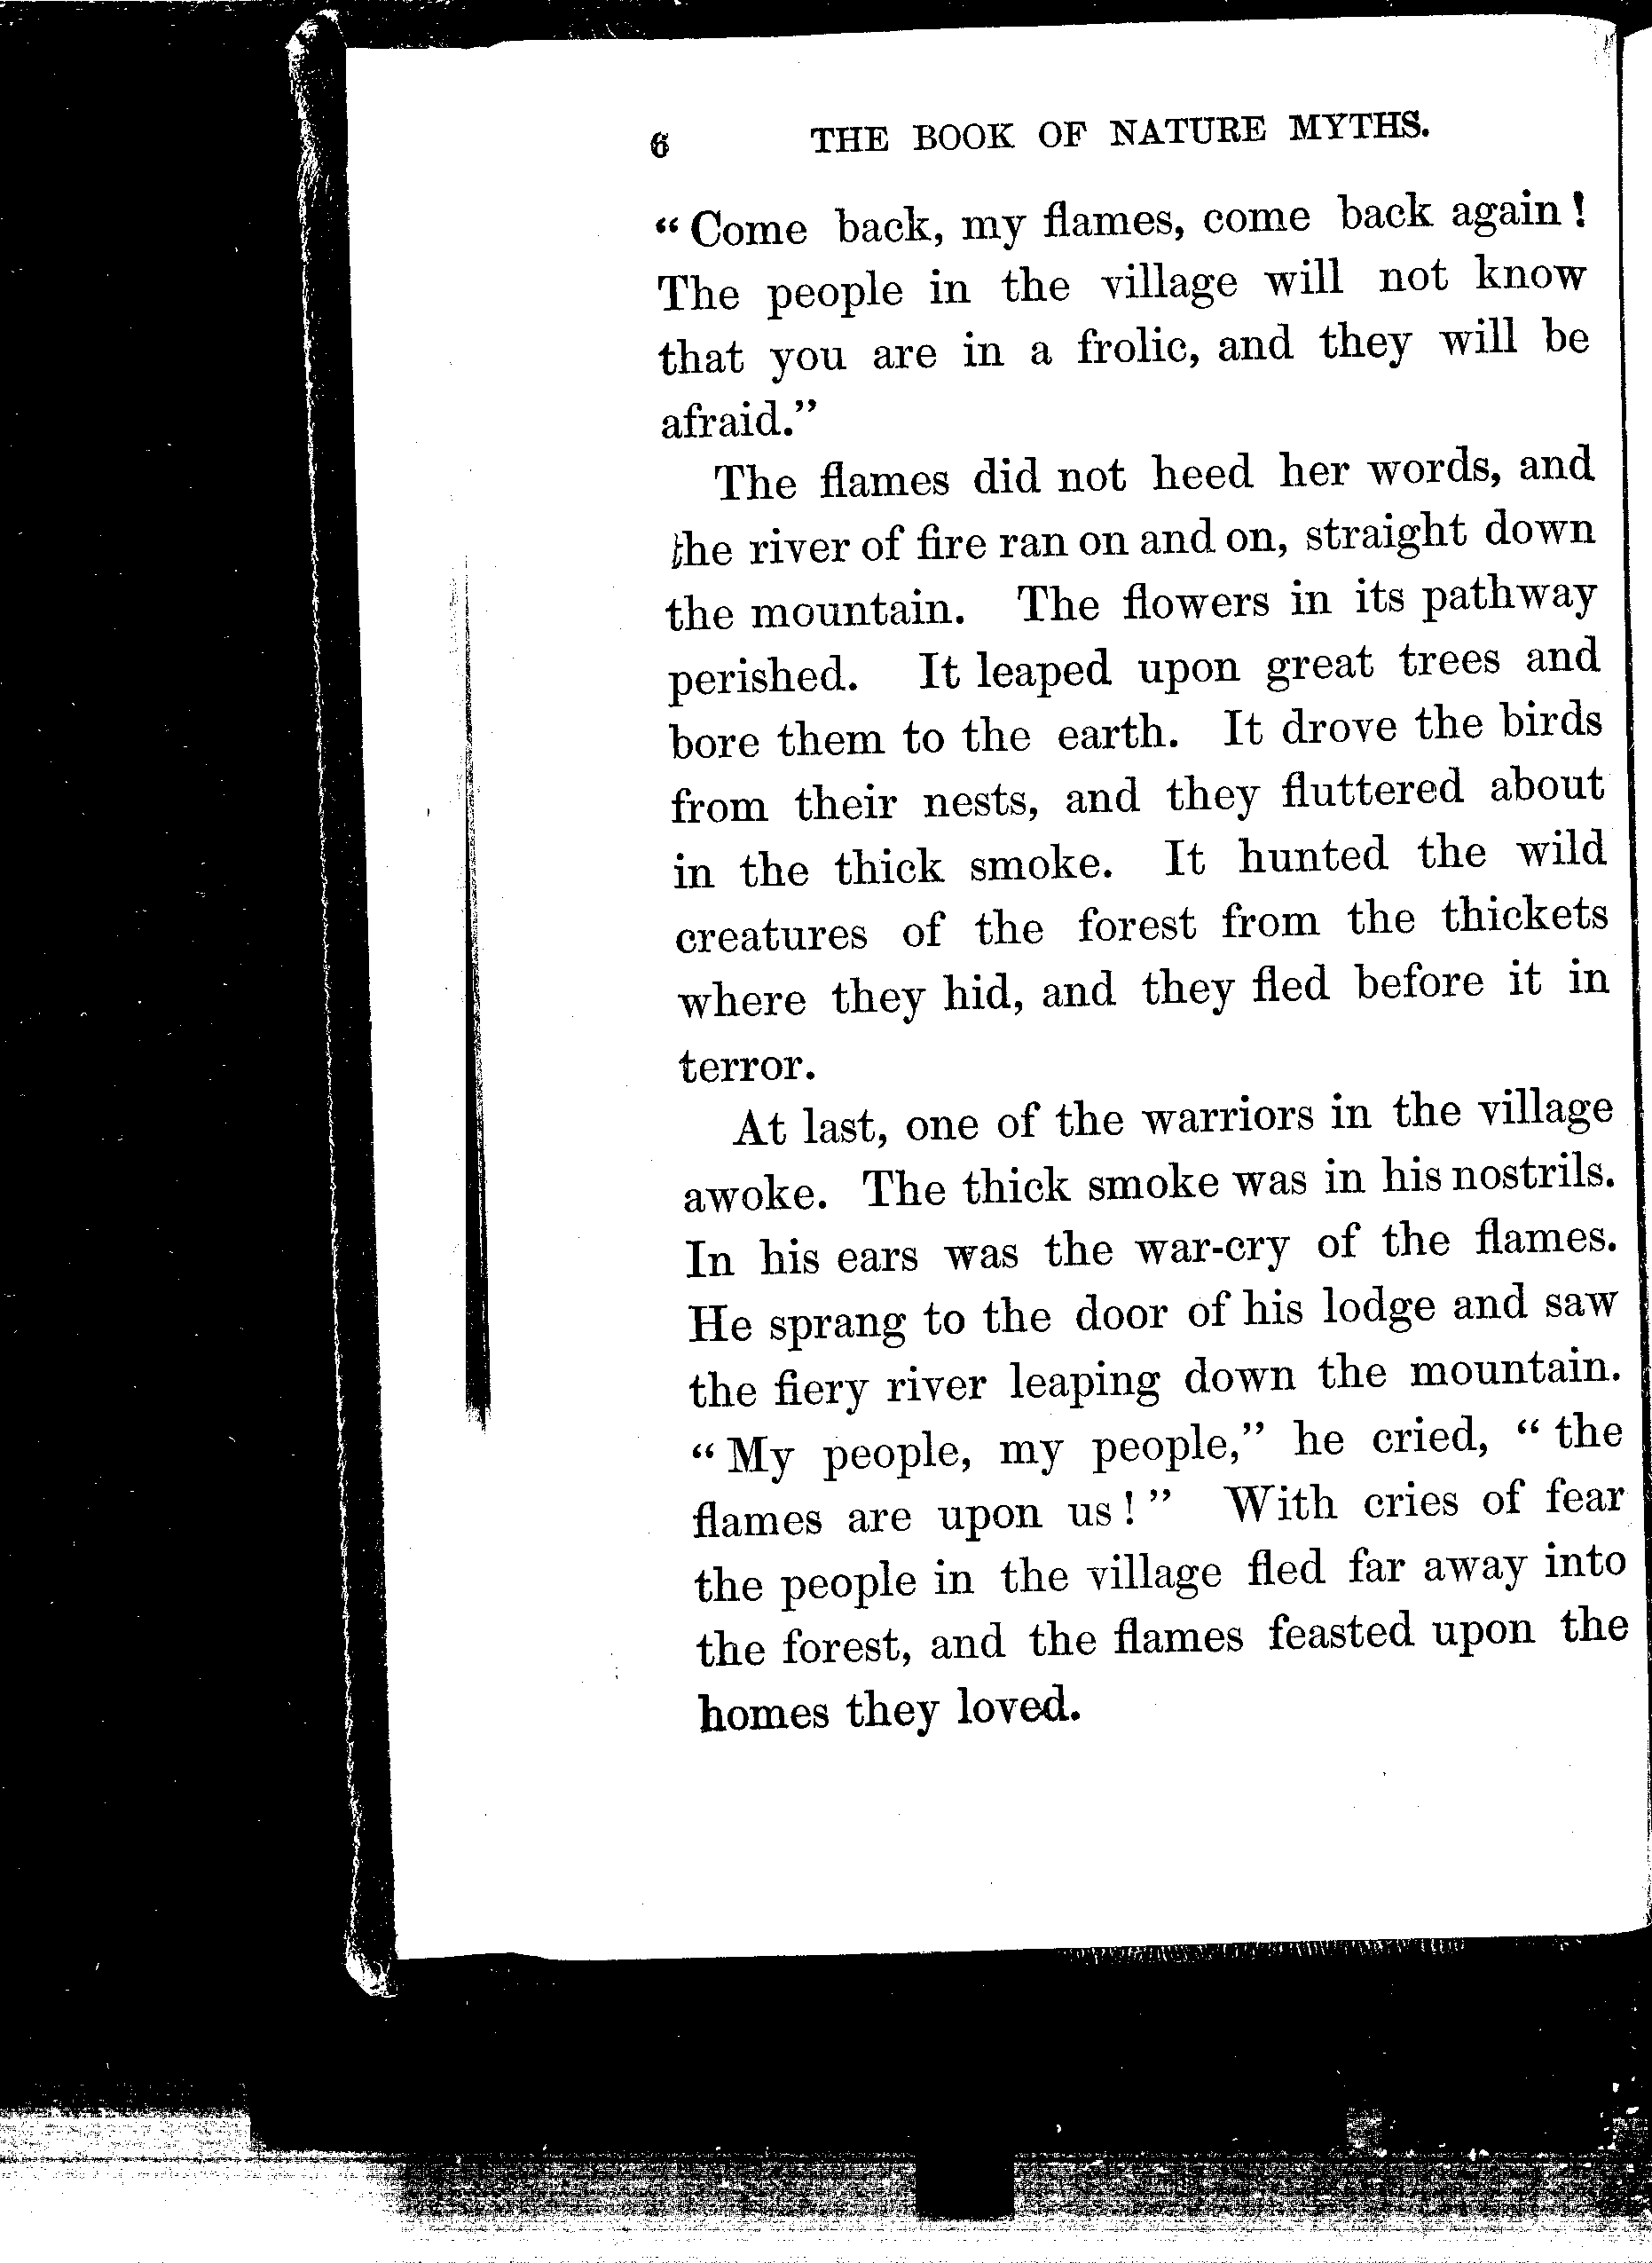 6 THE BOOK OF NATURE MYTHS.
“Come back, my flames, come back again!
The people in the village will not know
that you are in a frolic, and they will be
afraid.”
The flames did not heed her words, and
the river of fire ran on and on, straight down
the mountain. The flowers in its pathway
perished. It leaped upon great trees and
bore them to the earth. It drove the birds
from their nests, and they fluttered about
in the thick smoke. It hunted the wild
creatures of the forest from the thickets
where they hid, and they fled before it in
terror.
At last, one of the warriors in the village
awoke. The thick smoke was in his nostrils.
In his ears was the war-cry of the flames.
He sprang to the door of his lodge and saw
the fiery river leaping down the mountain.
“My people, my people,” he cried, “the
flames are upon us!” With cries of fear
the people in the village fled far away into
the forest, and the flames feasted upon the
homes they loved.